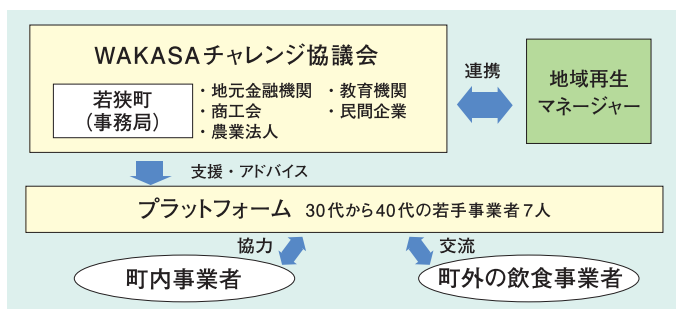 WAKASAチャレンジ協議会
若狭町
(事務局)
・地元金融機関 ・教育機関
・商工会 ・民間企業
・農業法人
連携
地域再生
マネージャー
支援・アドバイス
プラットフォーム 30代から40代の若手事業者7人
協力
交流
町内事業者
町外の飲食事業者